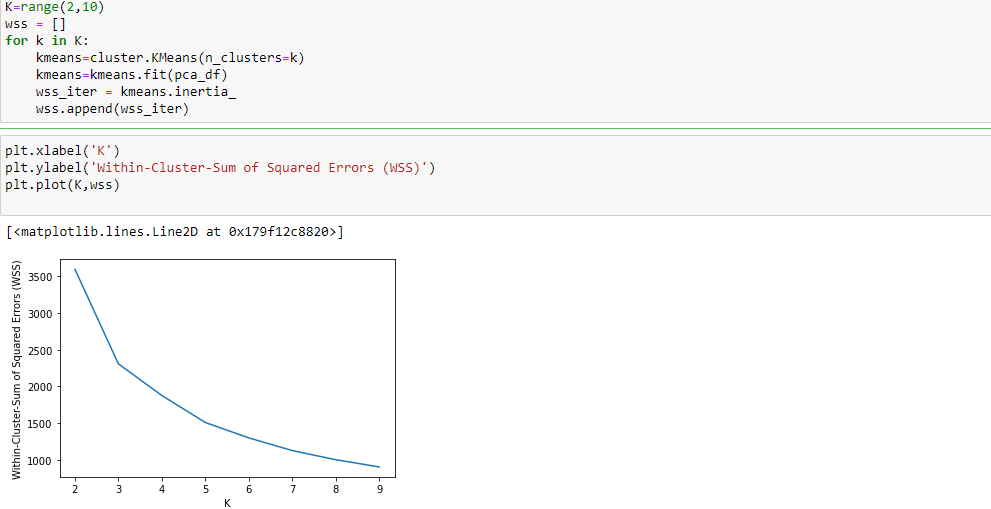 K=range(2,10)
wss = []
for k in K:
    kmeans=cluster.KMeans(n_clusters=k)
    kmeans=kmeans.fit(pca_df)
    wss_iter = kmeans.inertia_
    wss.append(wss_iter)
plt.xlabel('K')
plt.ylabel('Within-Cluster-Sum of Squared Errors (WSS)')
plt.plot(K,wss)
[<matplotlib.lines.Line2D at 0x179f12c8820>]
Within-Cluster-Sum of Squared Errors (WSS)
3500
3000
2500
2000
1500
1000
2 3 4 5 6 7 8 9
K